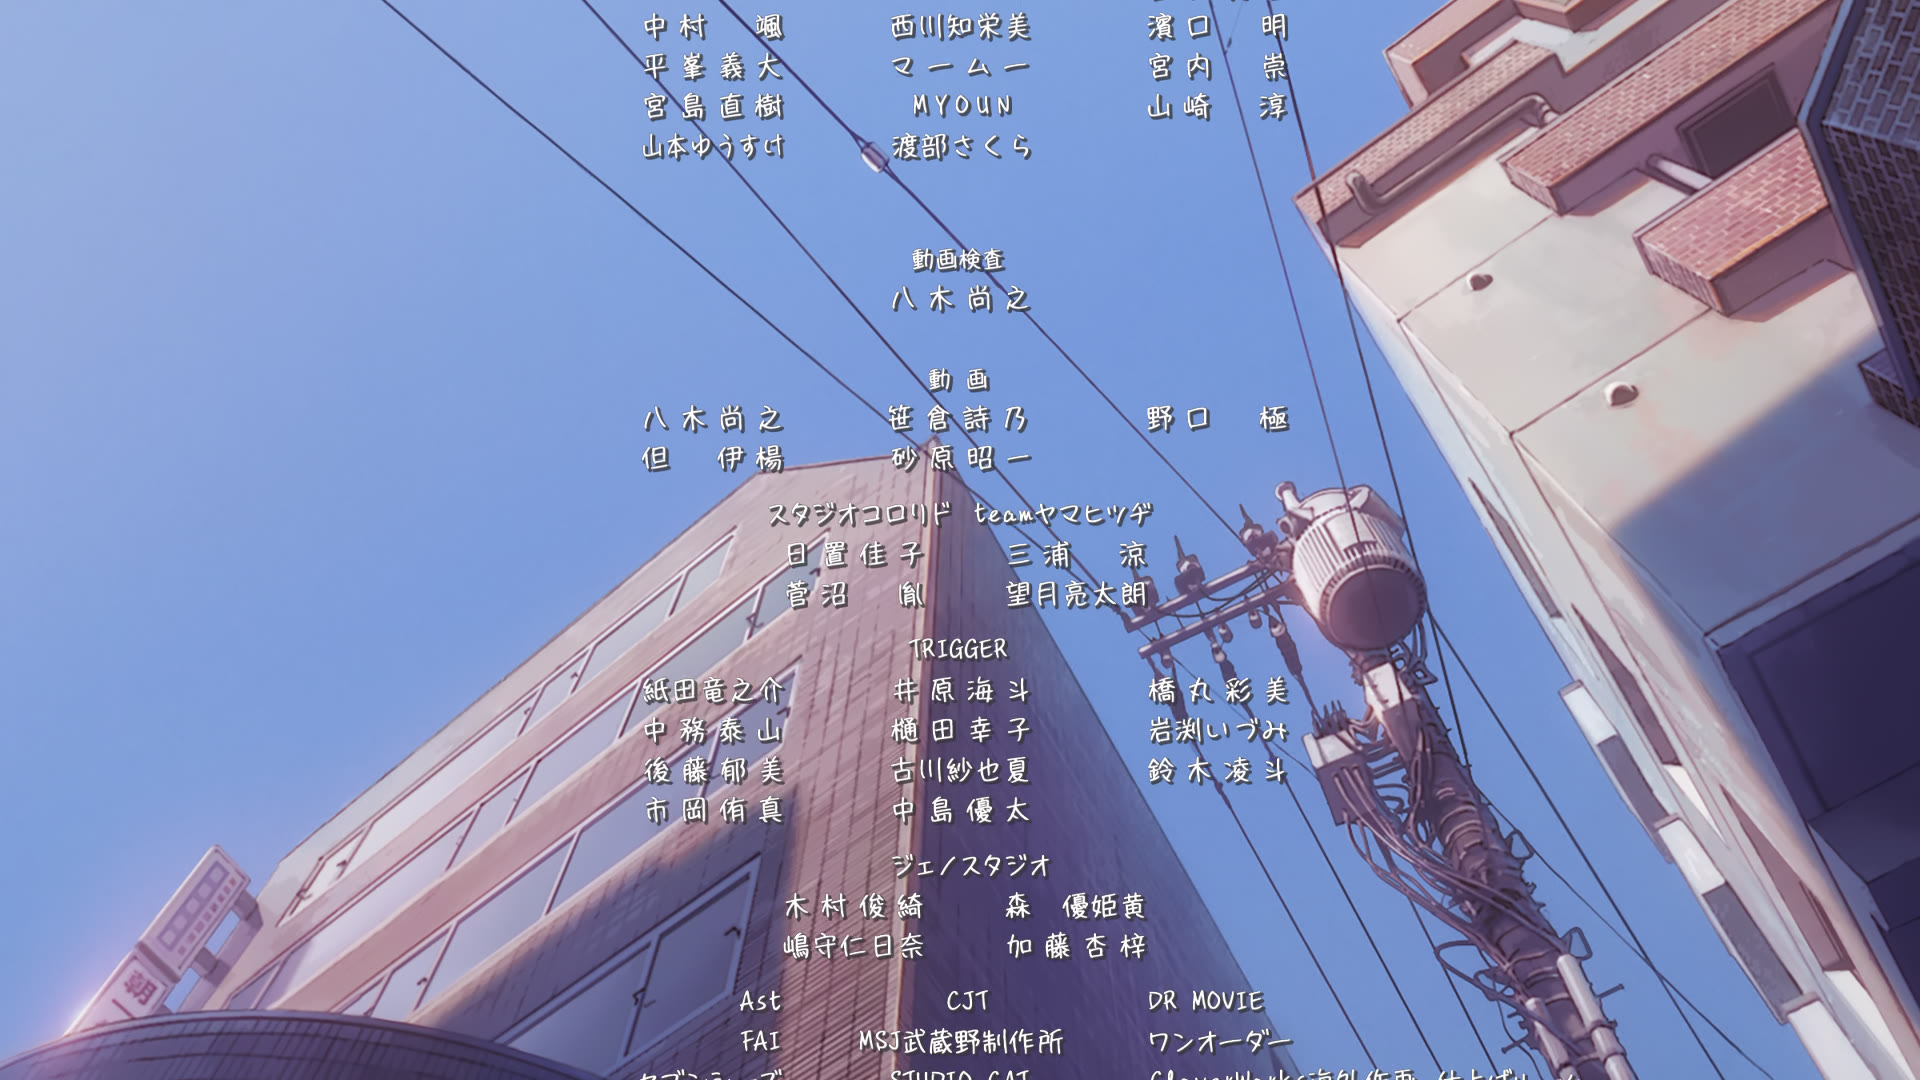 中村 颯 西川知栄美 濱口 明
平峯義大 マームー 宮内 崇
宮島直樹 MYOUN 山崎 淳
山本ゆうすけ 渡部さくら
動画検査
八木尚之
動画
八木尚之 笹倉詩乃 野口 極
但 伊楊 砂原昭一
スタジオコロリド teamヤマヒツヂ
日置佳子 三浦 涼
菅沼 胤 望月亮太朗
TRIGGER
紙田竜之介 井原海斗 橋丸彩美
中務泰山 樋田幸子 岩渕いづみ
後藤郁美 古川紗也夏 鈴木凌斗
市岡侑真 中島優太
ジェノスタジオ
木村俊綺 森 優姫黄
嶋守仁日奈 加藤杏梓
Ast CJT DR MOVIE
FAI MSJ武蔵野制作所 ワンオーダー
STUDIO CAT